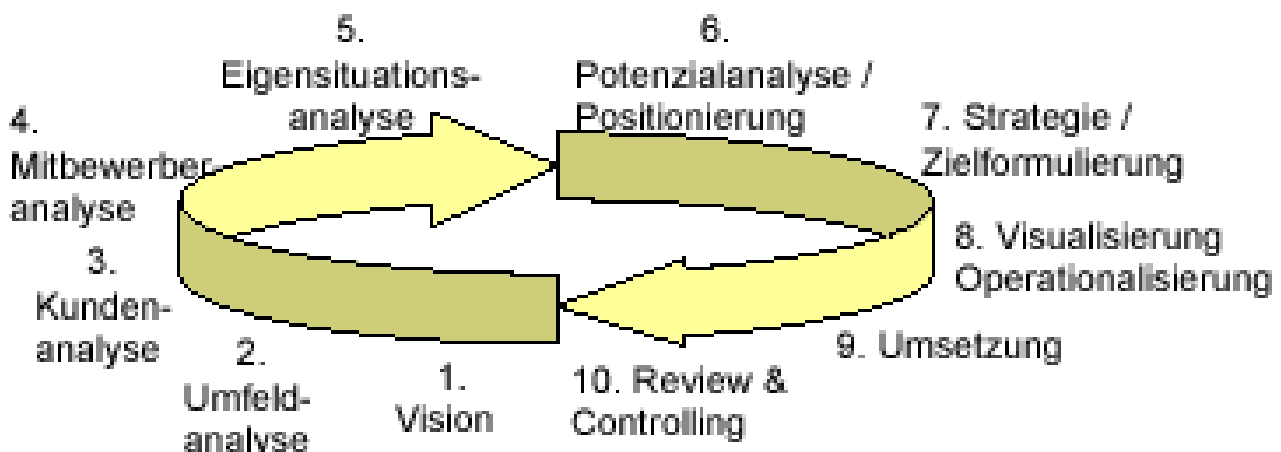 5.
Eigensituations-
analyse
6.
Potenzialanalyse /
Positionierung
4.
Mitbewerber-
analyse
7. Strategie /
Zielformulierung
3.
Kunden-
analyse
8. Visualisierung
Operationalisierung
2.
Umfeld-
analyse
1.
Vision
10. Review &
Controlling
9. Umsetzung